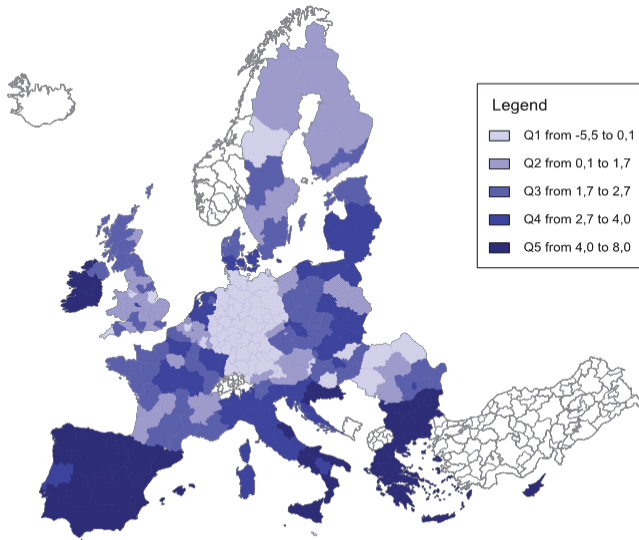 Legend
Q1 from -5,5 to 0,1
Q2 from 0,1 to 1,7
Q3 from 1,7 to 2,7
Q4 from 2,7 to 4,0
Q5 from 4,0 to 8,0